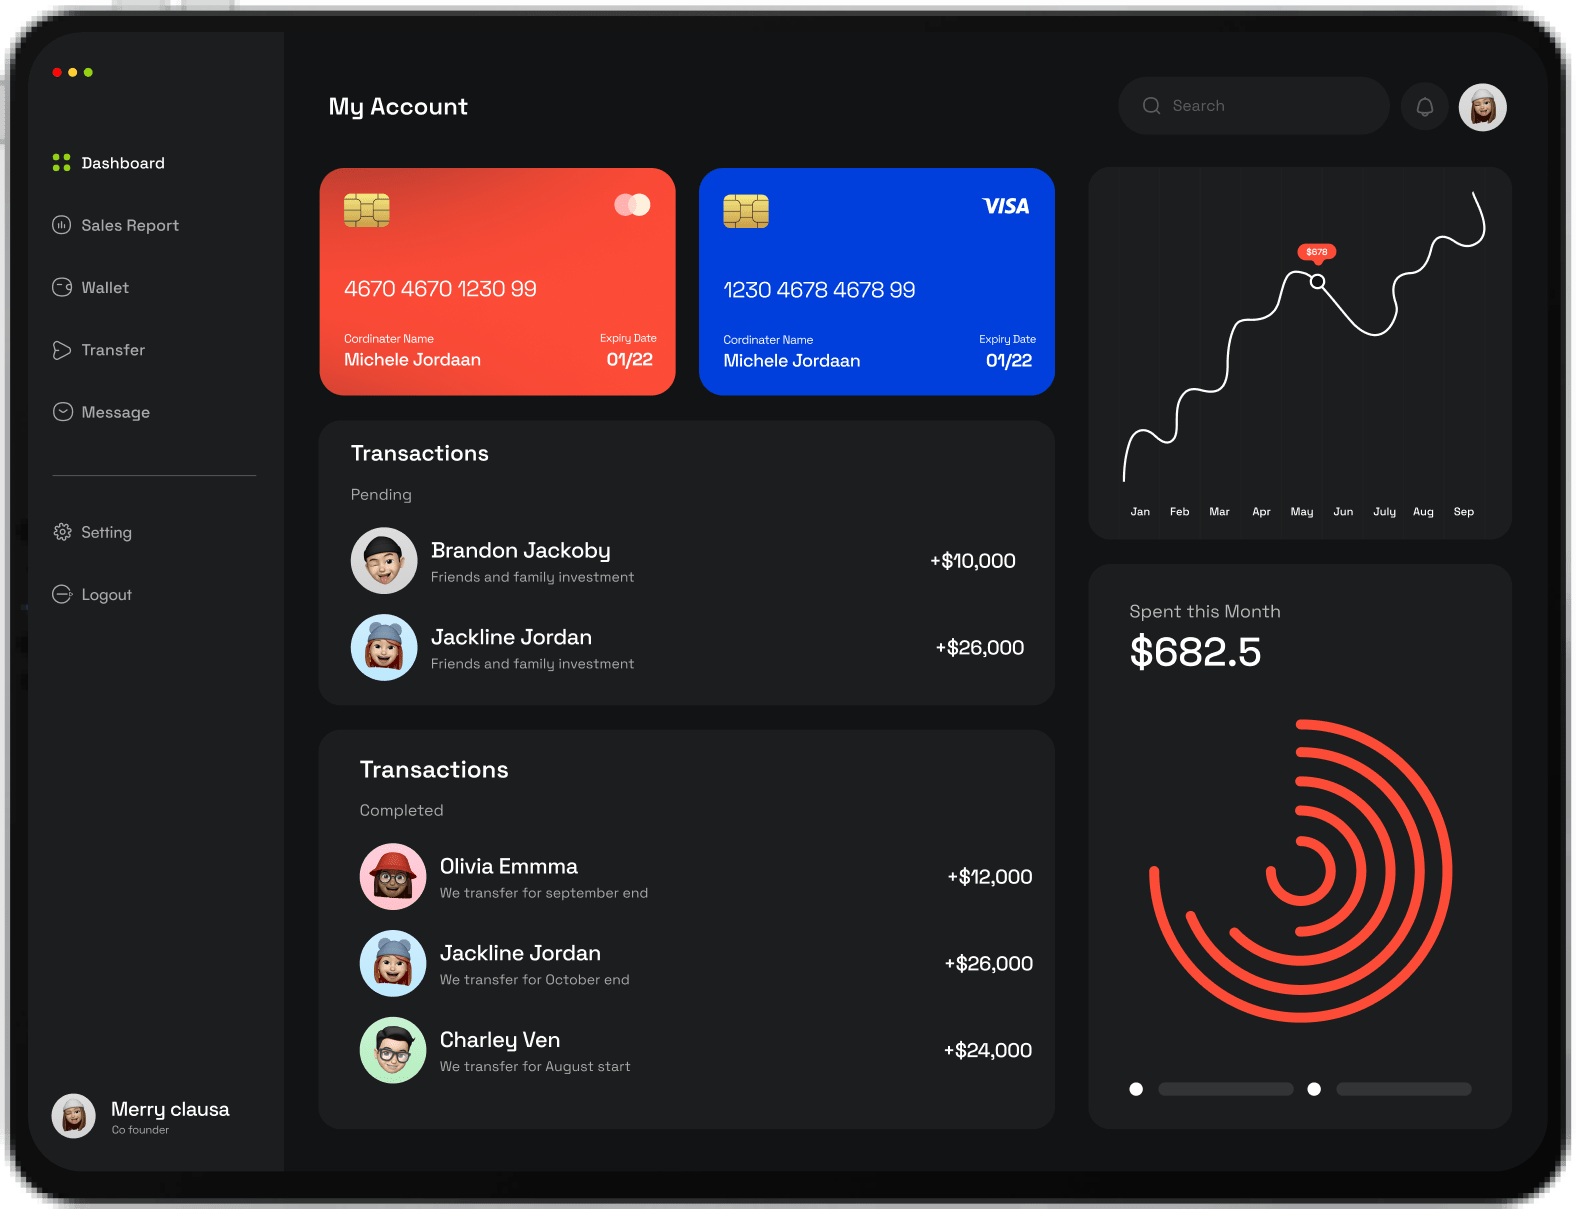 My Account
Search
Dashboard
Sales Report
Wallet
Transfer
Message
Setting
Logout
Merry clausa
Co founder
4670 4670 1230 99
Cordinater Name
Expiry Date
Michele Jordaan
01/22
VISA
1230 4678 4678 99
Cordinater Name
Expiry Date
Michele Jordaan
01/22
Transactions
Pending
Brandon Jackoby
Friends and family investment
+$10,000
Jackline Jordan
Friends and family investment
+$26,000
Transactions
Completed
Olivia Emmma
We transfer for september end
+$12,000
Jackline Jordan
We transfer for October end
+$26,000
Charley Ven
We transfer for August start
+$24,000
$678
Jan Feb Mar Apr May Jun July Aug Sep
Spent this Month
$682.5